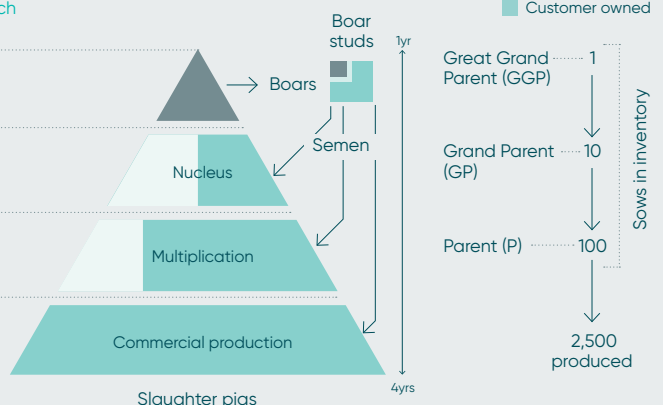 ch
Customer owned
Boar
studs
1yr
Boars
Semen
Nucleus
Multiplication
Commercial production
Slaughter pigs
4yrs
Great Grand
Parent (GGP)
1
Grand Parent
(GP)
10
Parent (P)
100
Sows in inventory
2,500
produced